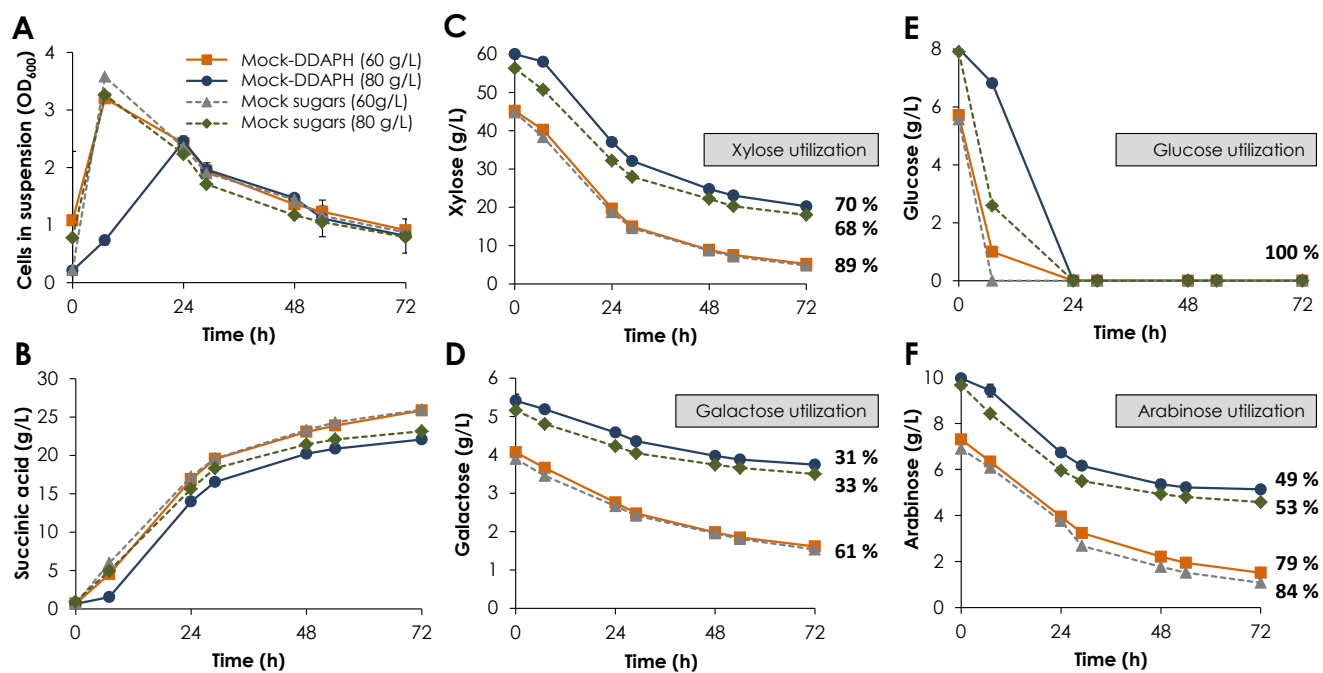 A
Cells in suspension (OD600)
4
3
2
1
0
0
24
48
72
Time (h)
Mock-DDAPH (60 g/L)
Mock-DDAPH (80 g/L)
Mock sugars (60g/L)
Mock sugars (80 g/L)
B
Succinic acid (g/L)
30
25
20
15
10
5
0
0
24
48
72
Time (h)
C
Xylose (g/L)
60
50
40
30
20
10
0
0
24
48
72
Time (h)
Xylose utilization
70 %
68 %
89 %
D
Galactose (g/L)
6
5
4
3
2
1
0
0
24
48
72
Time (h)
Galactose utilization
31 %
33 %
61 %
E
Glucose (g/L)
8
6
4
2
0
0
24
48
72
Time (h)
Glucose utilization
100 %
F
Arabinose (g/L)
10
8
6
4
2
0
0
24
48
72
Time (h)
Arabinose utilization
49 %
53 %
79 %
84 %